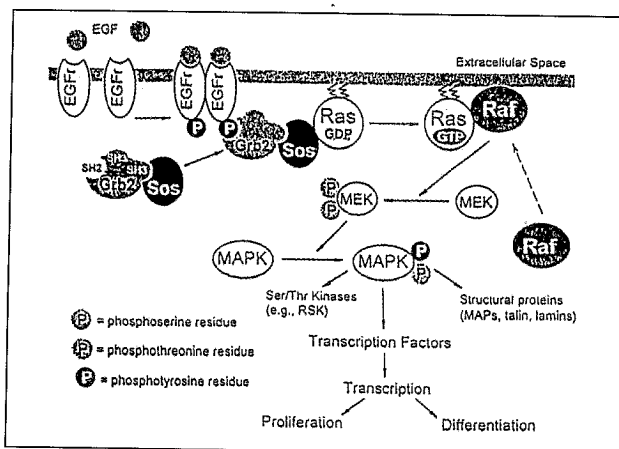 EGF
Extracellular Space
EGFr
EGFr
EGFr
EGFr
P
P
SH2
SH3
SH3
Grb2
Sos
Grb2
Sos
Ras
GDP
Ras
GTP
Raf
Raf
P
P
MEK
MEK
MAPK
MAPK
P
P
Ser/Thr Kinases
(e.g., RSK)
Structural proteins
(MAPs, talin, lamins)
P = phosphoserine residue
P = phosphothreonine residue
P = phosphotyrosine residue
Transcription Factors
Transcription
Proliferation
Differentiation